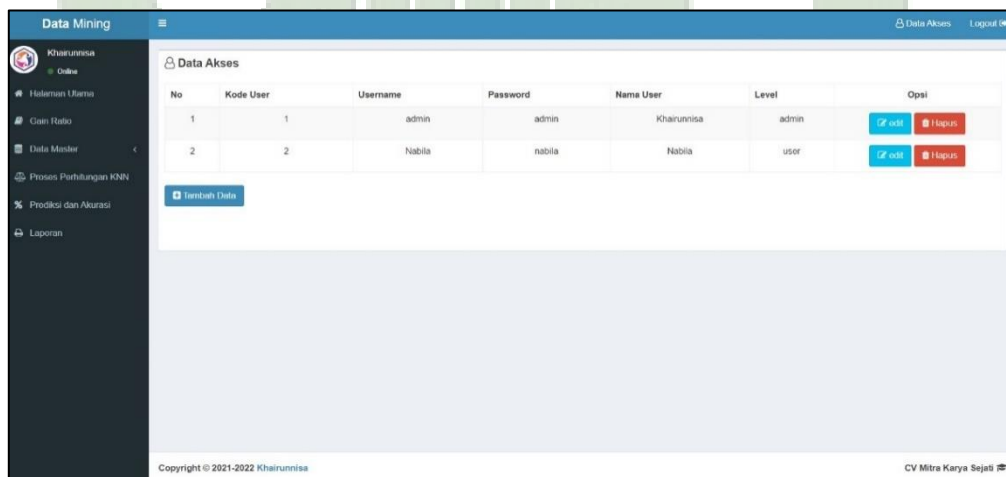 Data Mining
Data Akses Logout
Khairunnisa
Online
Halaman Utama
Gain Ratio
Data Master
Proses Perhitungan KNN
Prediksi dan Akurasi
Laporan
Data Akses
No Kode User Username Password Nama User Level Opsi
1 1 admin admin Khairunnisa admin edit Hapus
2 2 Nabila nabila Nabila user edit Hapus
Tambah Data
Copyright © 2021-2022 Khairunnisa
CV Mitra Karya Sejati